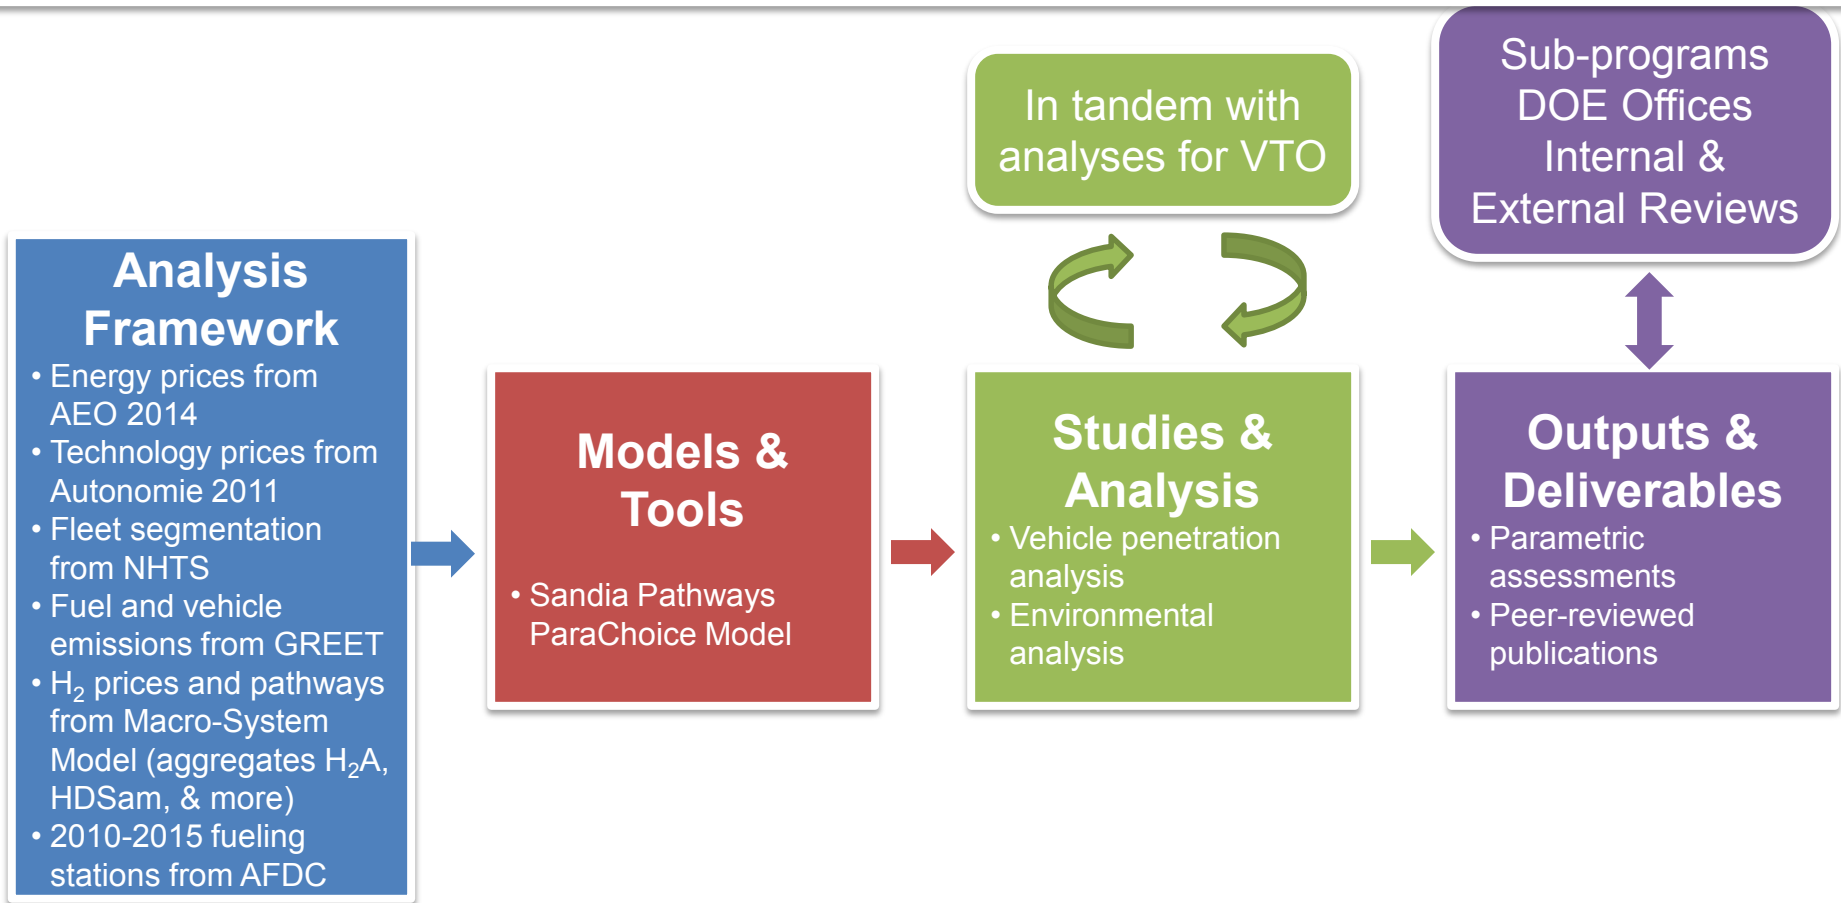 Analysis
Framework
• Energy prices from
AEO 2014
• Technology prices from
Autonomie 2011
• Fleet segmentation
from NHTS
• Fuel and vehicle
emissions from GREET
• H₂ prices and pathways
from Macro-System
Model (aggregates H₂A,
HDSam, & more)
• 2010-2015 fueling
stations from AFDC
Models &
Tools
• Sandia Pathways
ParaChoice Model
In tandem with
analyses for VTO
Studies &
Analysis
• Vehicle penetration
analysis
• Environmental
analysis
Sub-programs
DOE Offices
Internal &
External Reviews
Outputs &
Deliverables
• Parametric
assessments
• Peer-reviewed
publications